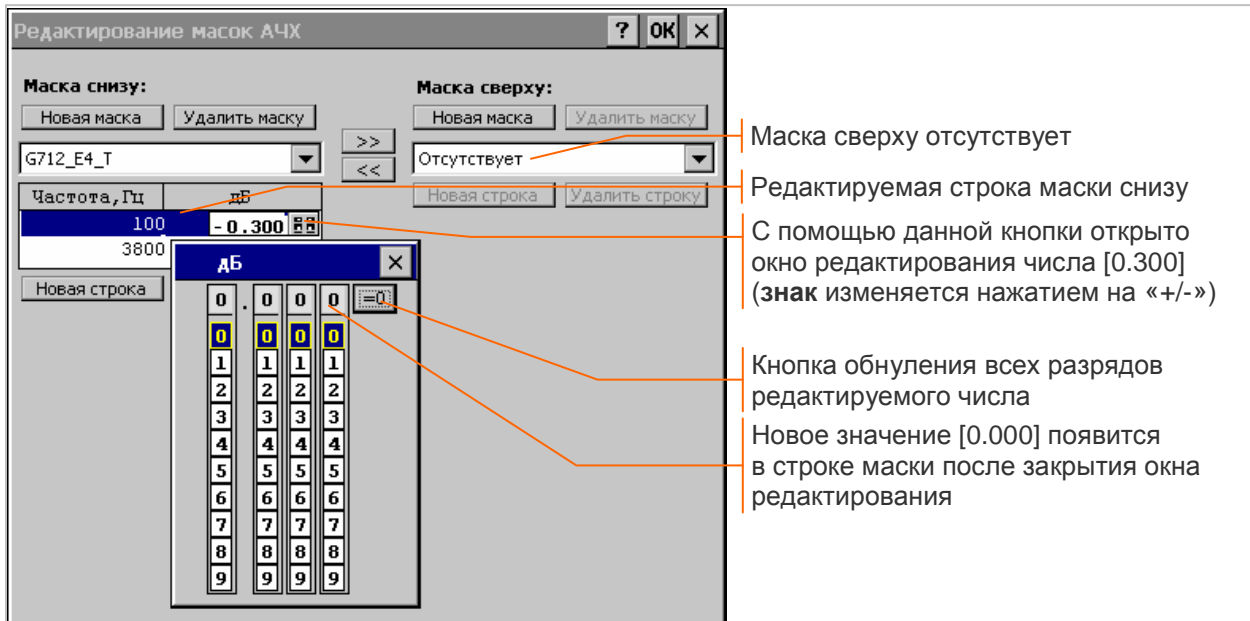 Редактирование масок АЧХ
? OK ×
Маска снизу:
Новая маска Удалить маску
G712_E4_T
>>
<<
Маска сверху:
Новая маска Удалить маску
Отсутствует
Новая строка Удалить строку
Частота,Гц дБ
100 -0.300
3800
Новая строка
дБ ×
0.000 =0
0 0 0 0
1 1 1 1
2 2 2 2
3 3 3 3
4 4 4 4
5 5 5 5
6 6 6 6
7 7 7 7
8 8 8 8
9 9 9 9
Маска сверху отсутствует
Редактируемая строка маски снизу
С помощью данной кнопки открыто
окно редактирования числа [0.300]
(знак изменяется нажатием на «+/-»)
Кнопка обнуления всех разрядов
редактируемого числа
Новое значение [0.000] появится
в строке маски после закрытия окна
редактирования